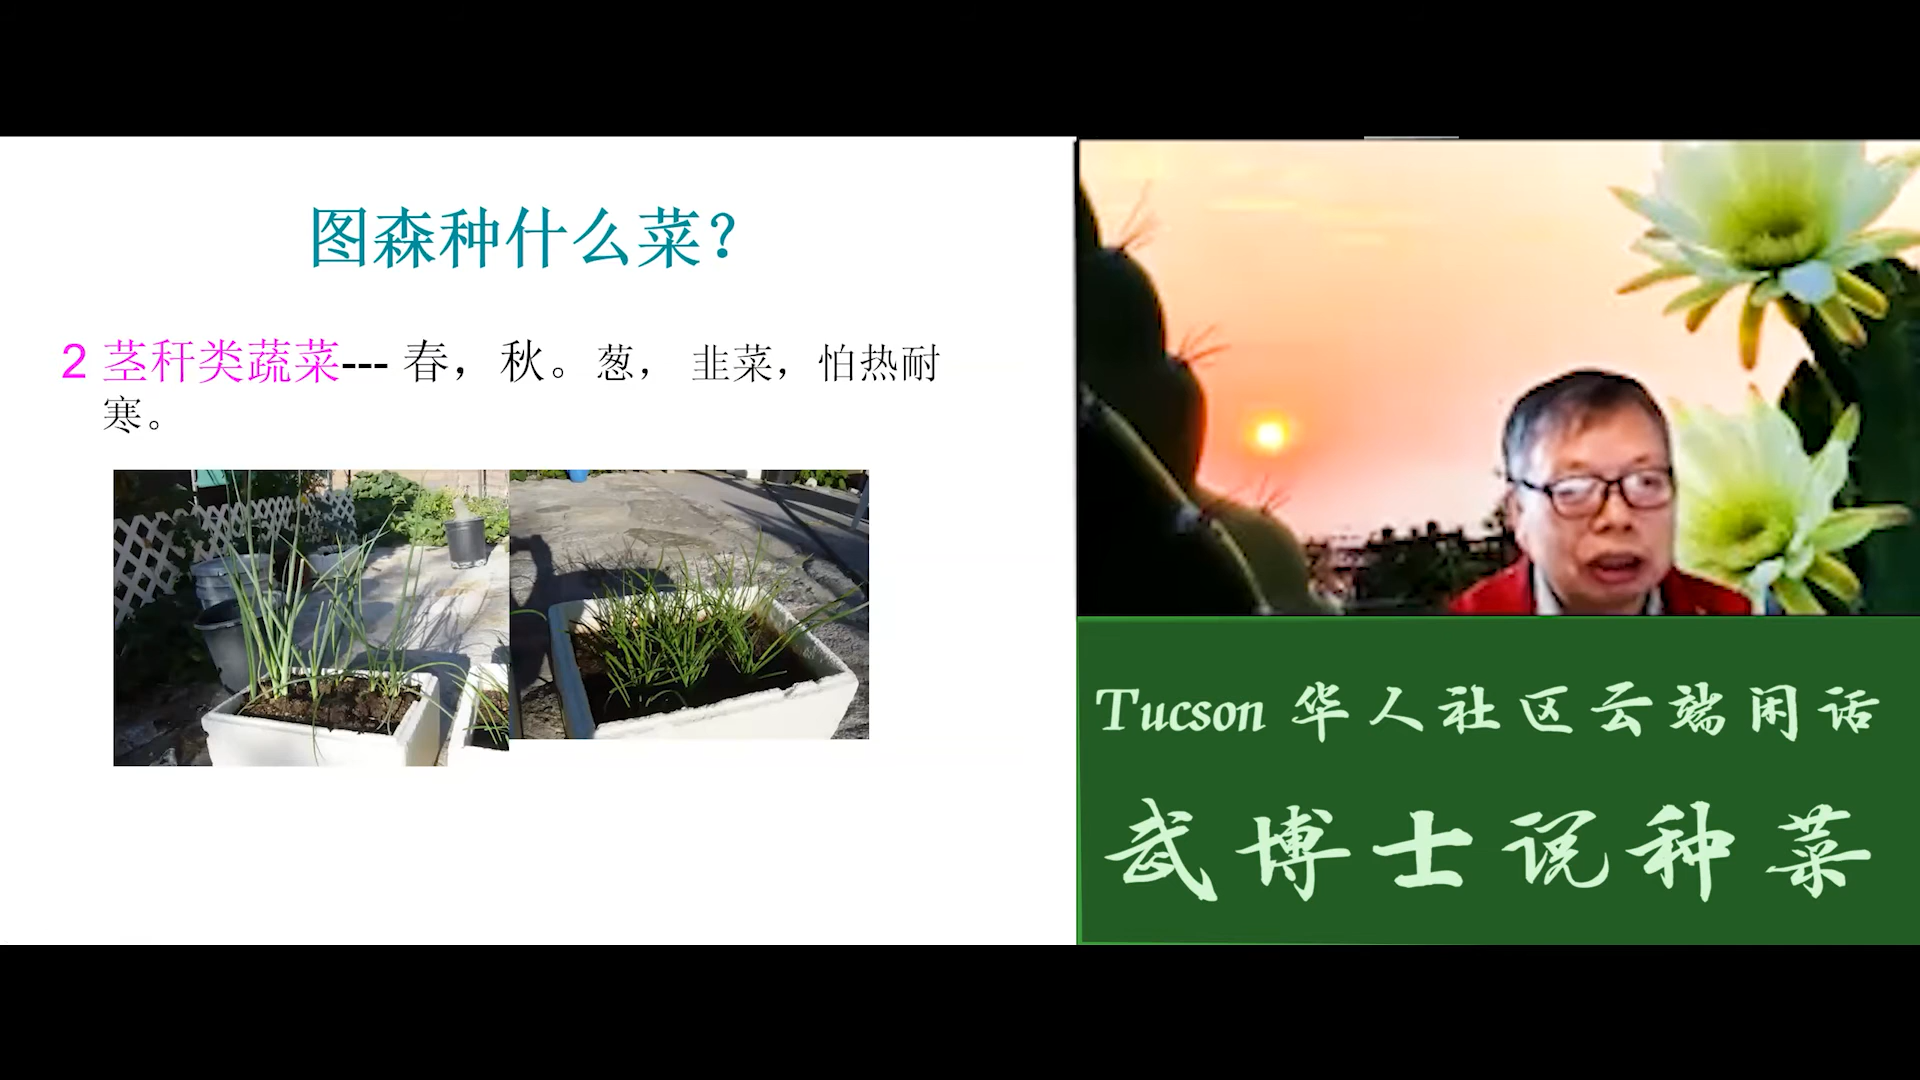 图森种什么菜？
2 茎秆类蔬菜--- 春，秋。葱， 韭菜，怕热耐
寒。
Tucson 华人社区云端闲话
武博士说种菜